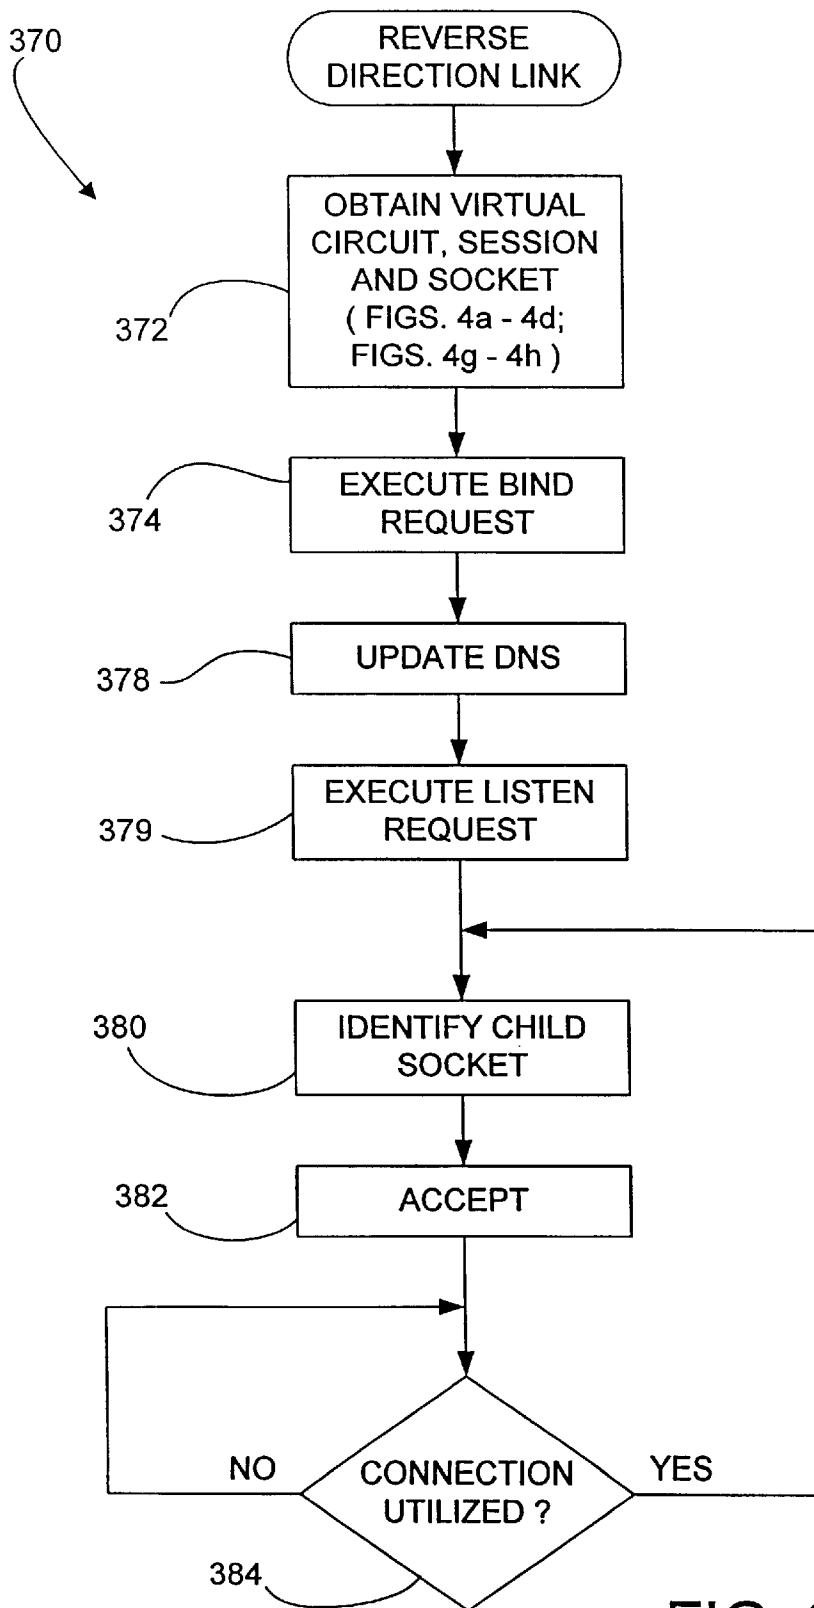 370
REVERSE
DIRECTION LINK
OBTAIN VIRTUAL
CIRCUIT, SESSION
AND SOCKET
( FIGS. 4a - 4d;
FIGS. 4g - 4h )
372
EXECUTE BIND
REQUEST
374
UPDATE DNS
378
EXECUTE LISTEN
REQUEST
379
IDENTIFY CHILD
SOCKET
380
ACCEPT
382
NO
CONNECTION
UTILIZED ?
YES
384